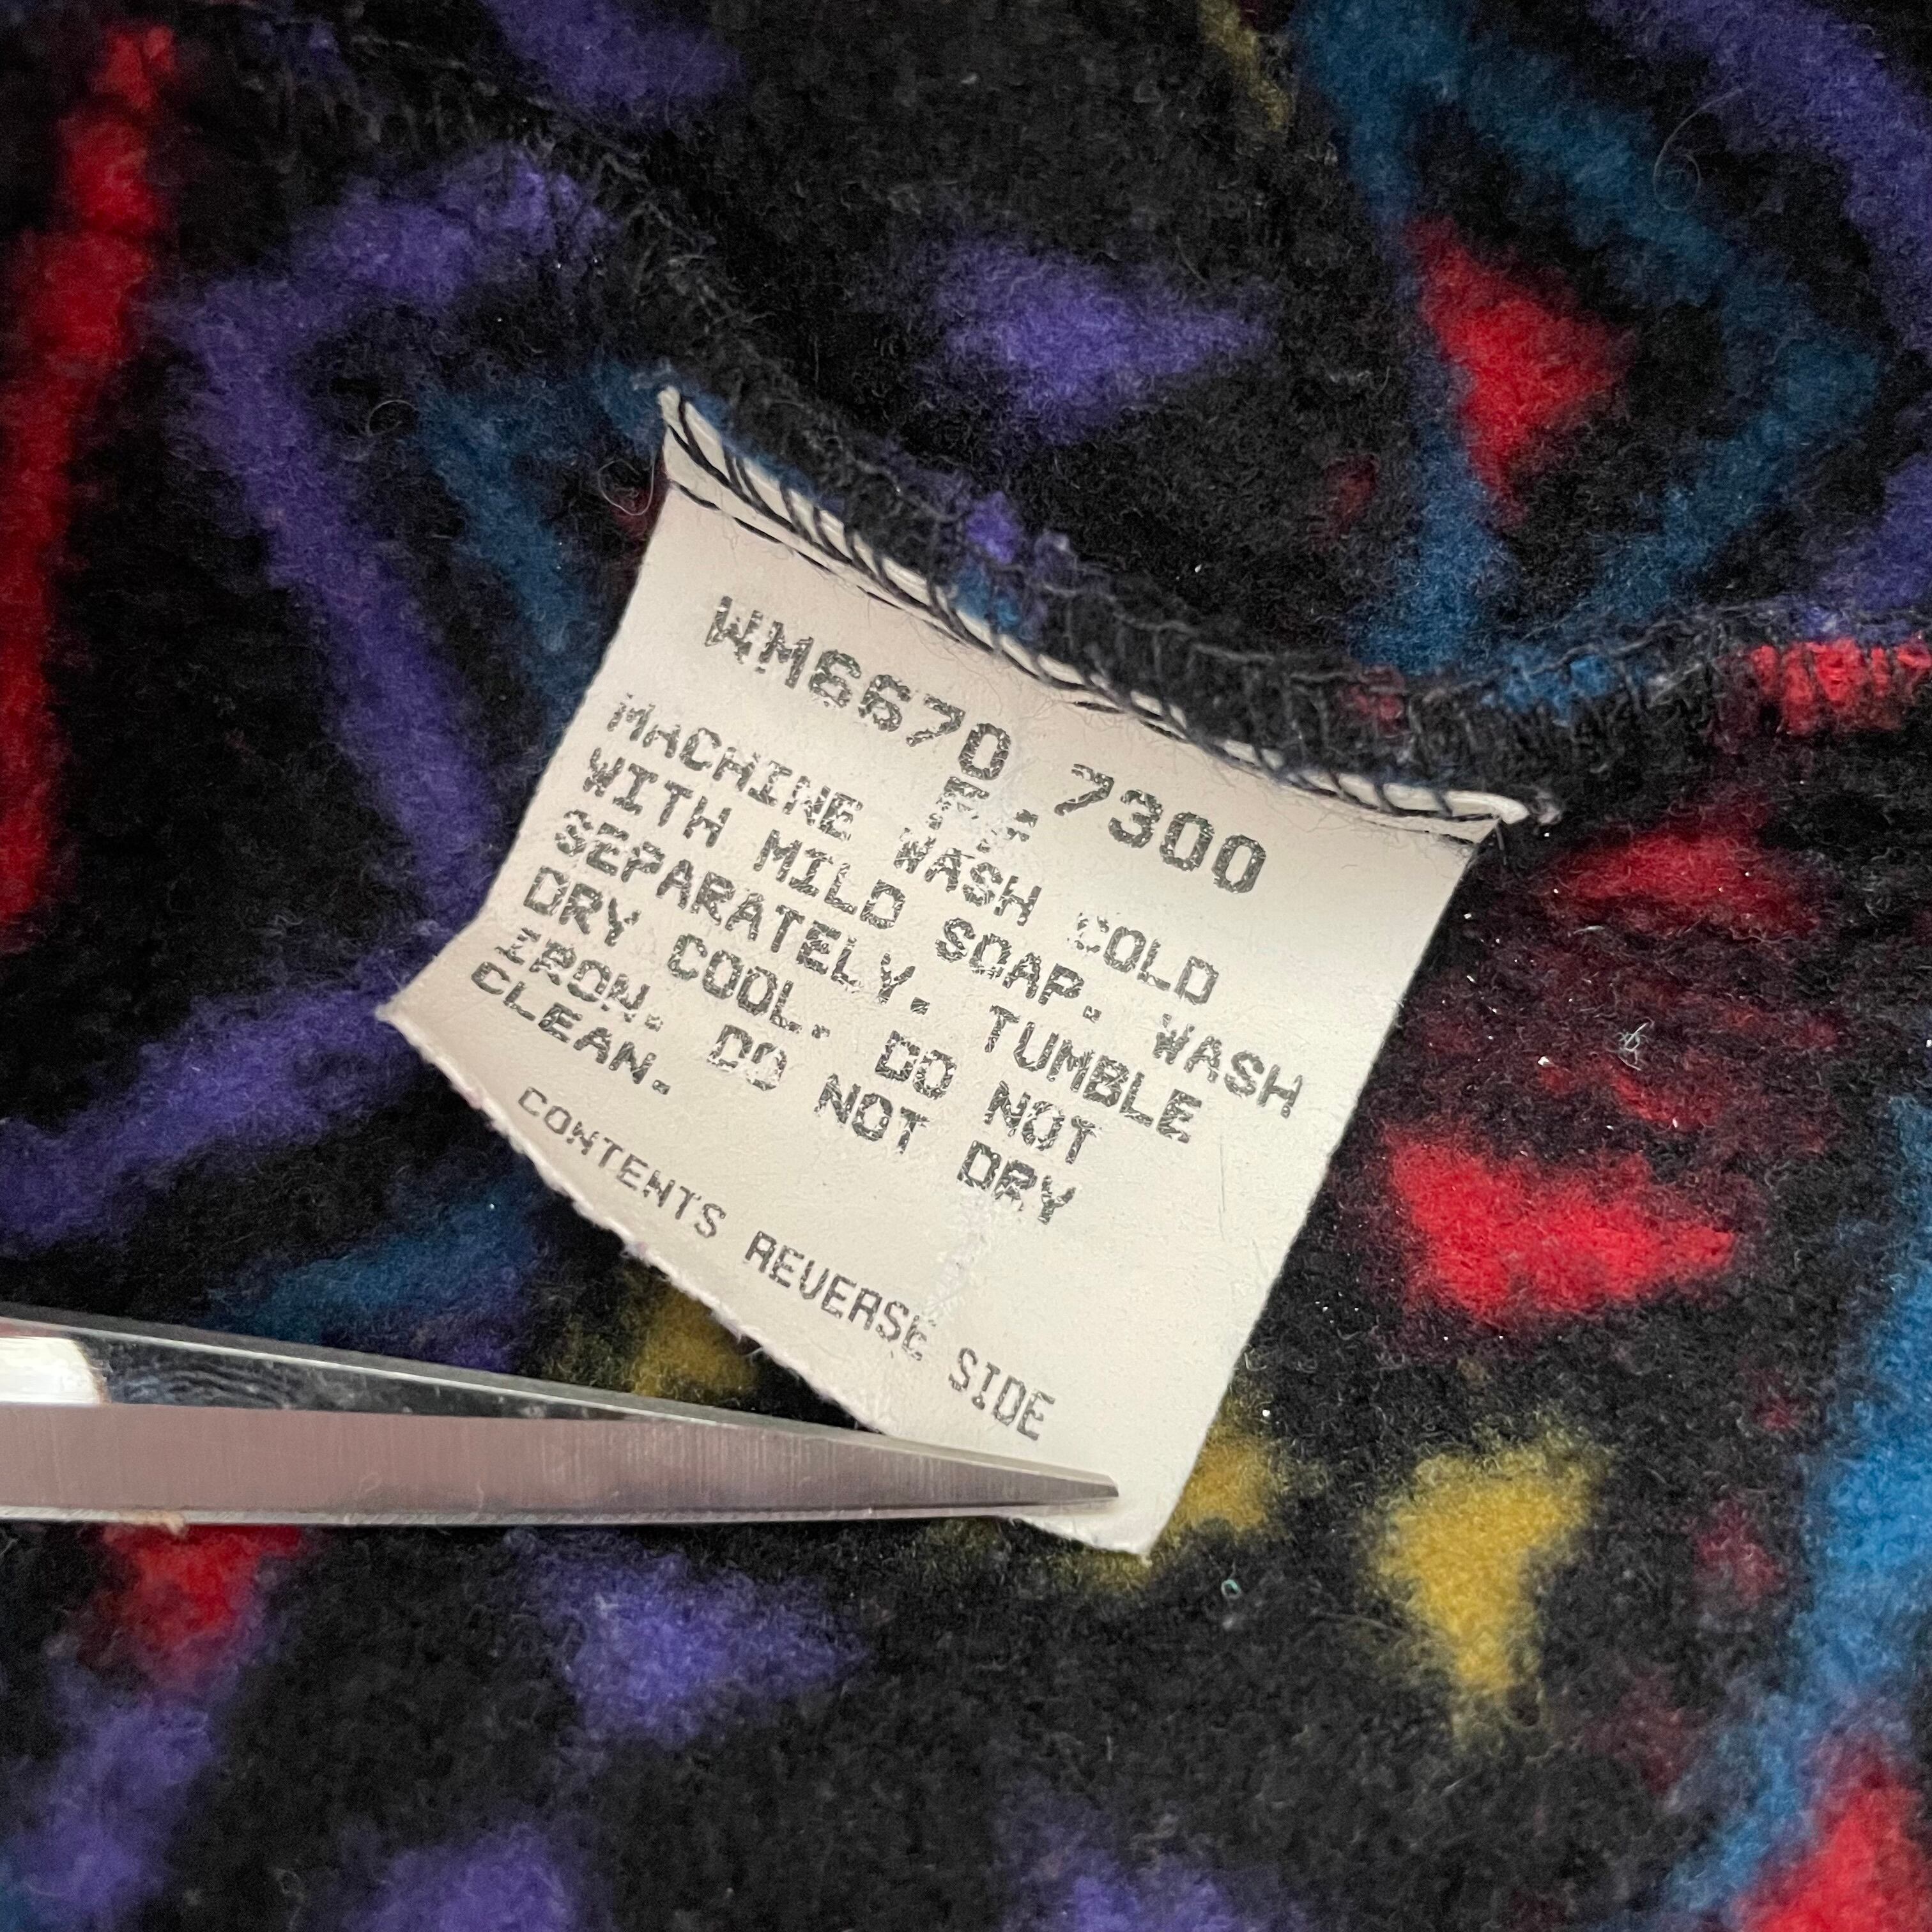 WM6670 7300
MACHINE WASH COLD
WITH MILD SOAP. WASH
SEPARATELY. TUMBLE
DRY COOL. DO NOT
IRON. DO NOT DRY
CLEAN.
CONTENTS REVERSE SIDE